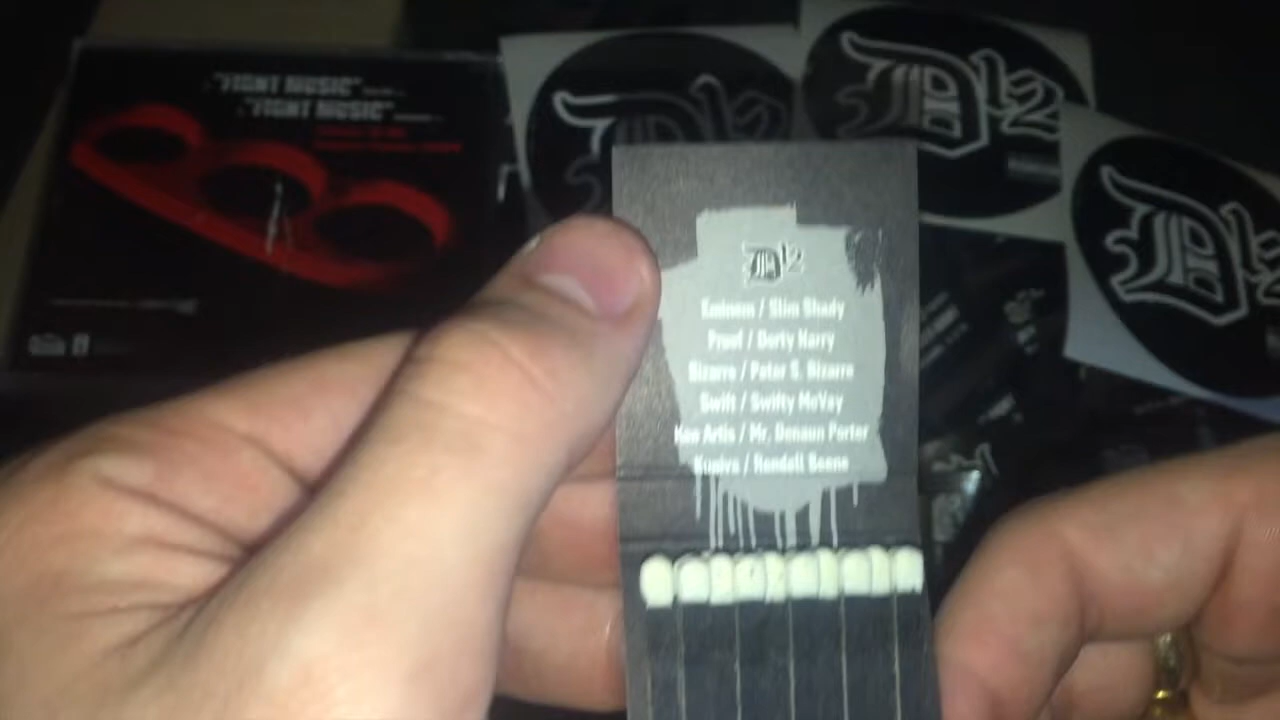 "FIGHT MUSIC"
"FIGHT MUSIC"
D12
D12
D12
D12
Eminem / Slim Shady
Proof / Derty Harry
Bizarre / Peter S. Bizarre
Swift / Swifty McVay
Kon Artis / Mr. Denaun Porter
Kuniva / Rondell Beene